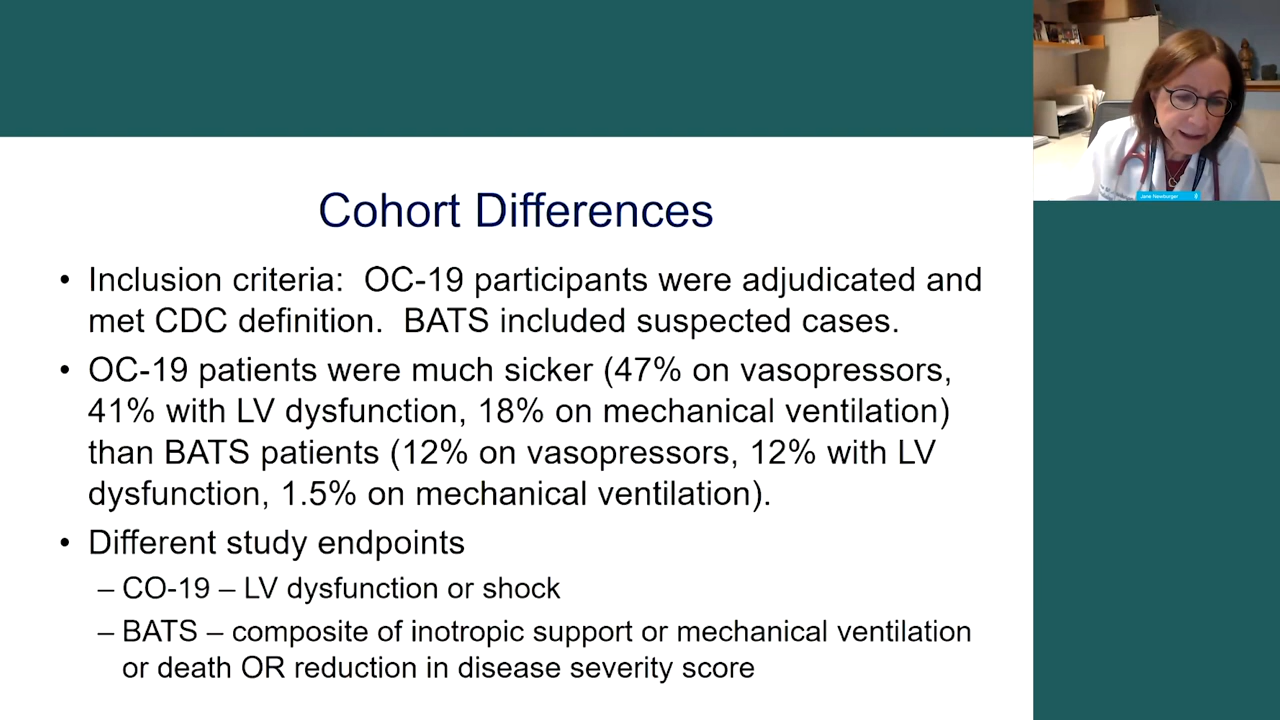 Cohort Differences
• Inclusion criteria:  OC-19 participants were adjudicated and
met CDC definition.  BATS included suspected cases.
• OC-19 patients were much sicker (47% on vasopressors,
41% with LV dysfunction, 18% on mechanical ventilation)
than BATS patients (12% on vasopressors, 12% with LV
dysfunction, 1.5% on mechanical ventilation).
• Different study endpoints
– CO-19 – LV dysfunction or shock
– BATS – composite of inotropic support or mechanical ventilation
or death OR reduction in disease severity score
Jane Newburger